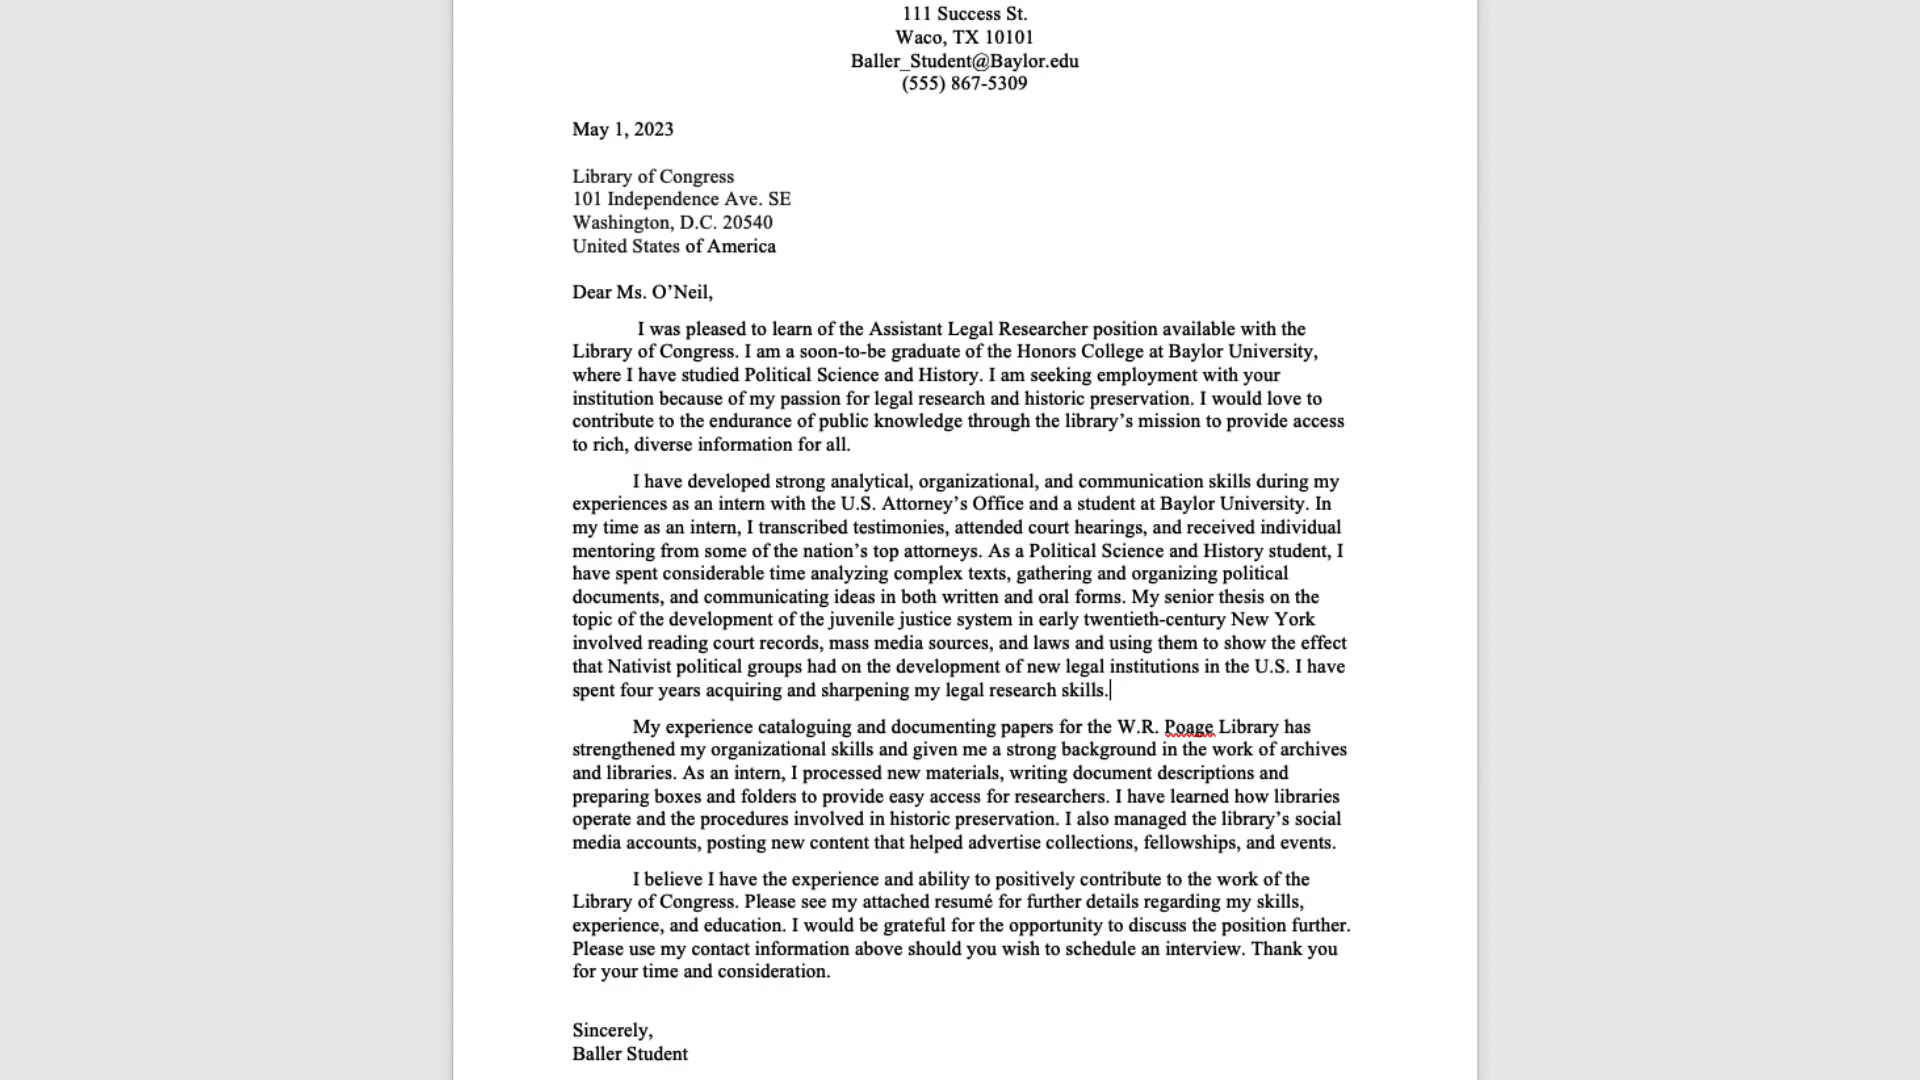 111 Success St.
Waco, TX 10101
Baller_Student@Baylor.edu
(555) 867-5309
May 1, 2023
Library of Congress
101 Independence Ave. SE
Washington, D.C. 20540
United States of America
Dear Ms. O’Neil,
I was pleased to learn of the Assistant Legal Researcher position available with the
Library of Congress. I am a soon-to-be graduate of the Honors College at Baylor University,
where I have studied Political Science and History. I am seeking employment with your
institution because of my passion for legal research and historic preservation. I would love to
contribute to the endurance of public knowledge through the library’s mission to provide access
to rich, diverse information for all.
I have developed strong analytical, organizational, and communication skills during my
experiences as an intern with the U.S. Attorney’s Office and a student at Baylor University. In
my time as an intern, I transcribed testimonies, attended court hearings, and received individual
mentoring from some of the nation’s top attorneys. As a Political Science and History student, I
have spent considerable time analyzing complex texts, gathering and organizing political
documents, and communicating ideas in both written and oral forms. My senior thesis on the
topic of the development of the juvenile justice system in early twentieth-century New York
involved reading court records, mass media sources, and laws and using them to show the effect
that Nativist political groups had on the development of new legal institutions in the U.S. I have
spent four years acquiring and sharpening my legal research skills.
My experience cataloguing and documenting papers for the W.R. Poage Library has
strengthened my organizational skills and given me a strong background in the work of archives
and libraries. As an intern, I processed new materials, writing document descriptions and
preparing boxes and folders to provide easy access for researchers. I have learned how libraries
operate and the procedures involved in historic preservation. I also managed the library’s social
media accounts, posting new content that helped advertise collections, fellowships, and events.
I believe I have the experience and ability to positively contribute to the work of the
Library of Congress. Please see my attached resumé for further details regarding my skills,
experience, and education. I would be grateful for the opportunity to discuss the position further.
Please use my contact information above should you wish to schedule an interview. Thank you
for your time and consideration.
Sincerely,
Baller Student